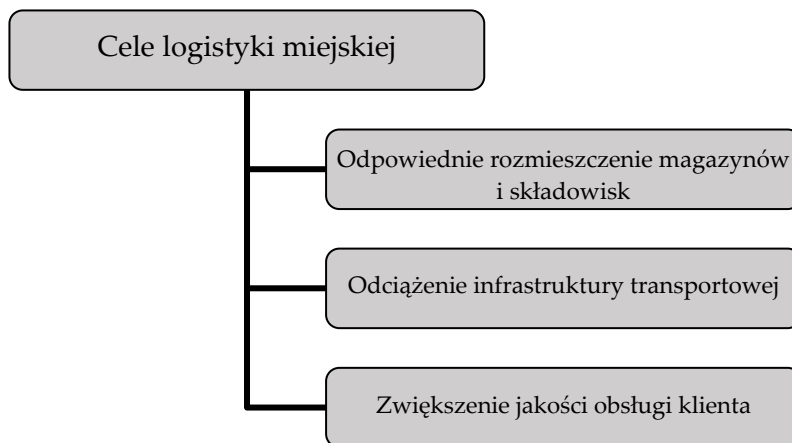 Cele logistyki miejskiej
Odpowiednie rozmieszczenie magazynów
i składowisk
Odciążenie infrastruktury transportowej
Zwiększenie jakości obsługi klienta